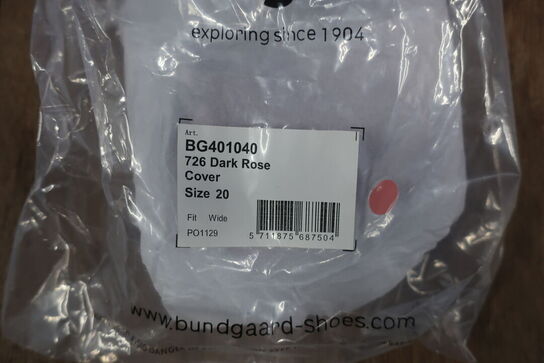 exploring since 1904
Art.
BG401040
726 Dark Rose
Cover
Size 20
Fit Wide
PO1129
5 711875 687504
www.bundgaard-shoes.com